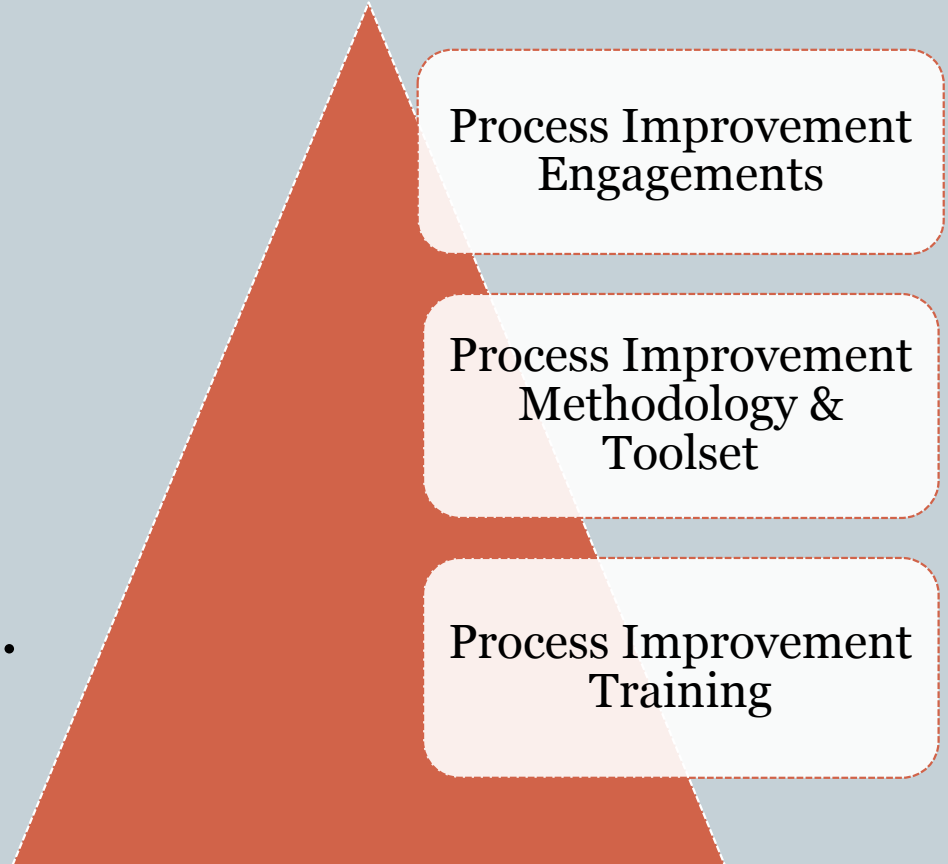 Process Improvement
Engagements
Process Improvement
Methodology &
Toolset
Process Improvement
Training